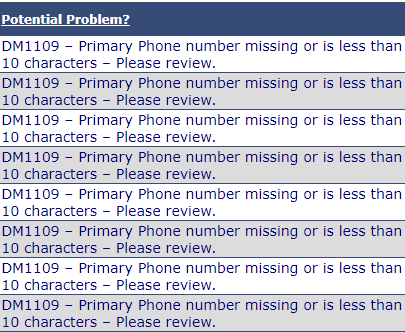 Potential Problem?
DM1109 – Primary Phone number missing or is less than
10 characters – Please review.
DM1109 – Primary Phone number missing or is less than
10 characters – Please review.
DM1109 – Primary Phone number missing or is less than
10 characters – Please review.
DM1109 – Primary Phone number missing or is less than
10 characters – Please review.
DM1109 – Primary Phone number missing or is less than
10 characters – Please review.
DM1109 – Primary Phone number missing or is less than
10 characters – Please review.
DM1109 – Primary Phone number missing or is less than
10 characters – Please review.
DM1109 – Primary Phone number missing or is less than
10 characters – Please review.